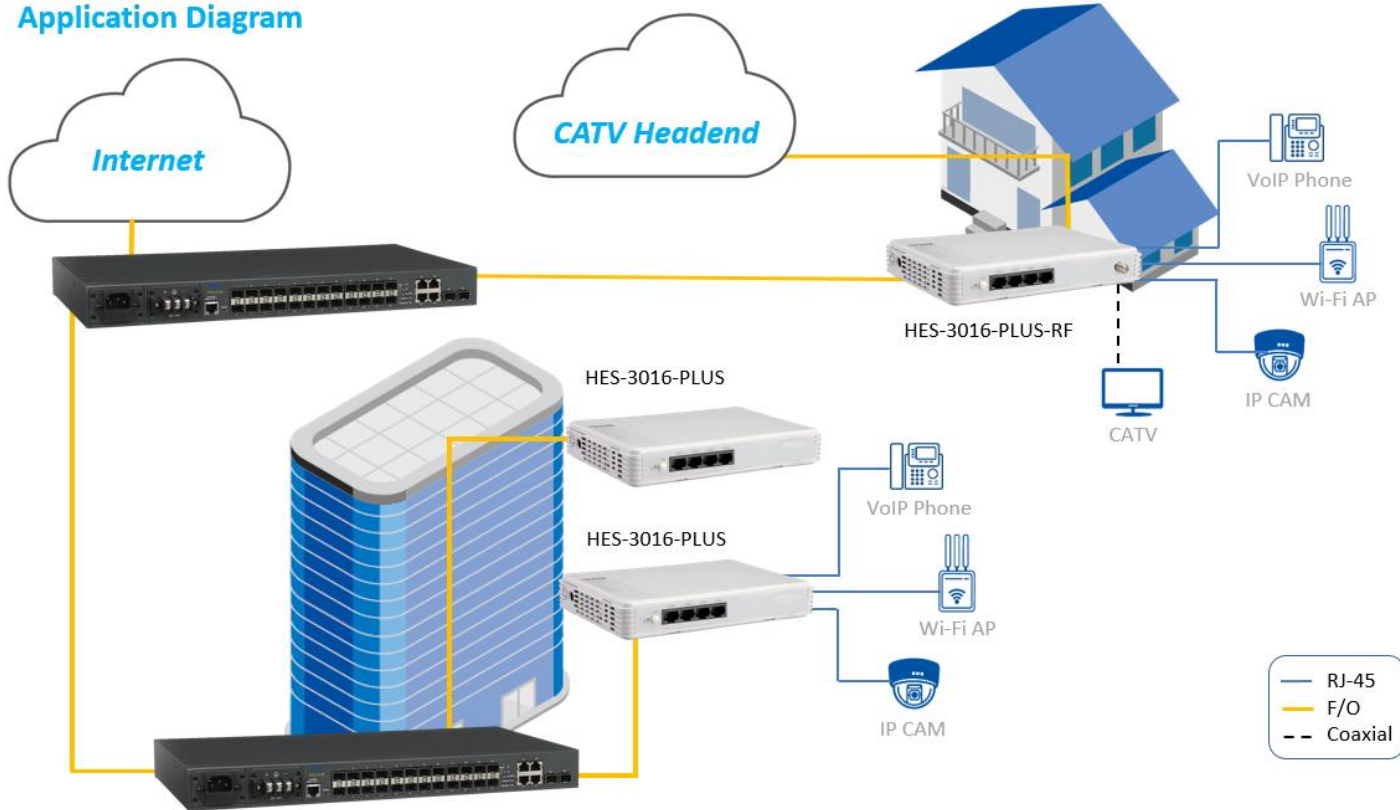 Application Diagram
Internet
CATV Headend
VoIP Phone
Wi-Fi AP
HES-3016-PLUS-RF
IP CAM
CATV
HES-3016-PLUS
VoIP Phone
HES-3016-PLUS
Wi-Fi AP
IP CAM
RJ-45
F/O
Coaxial